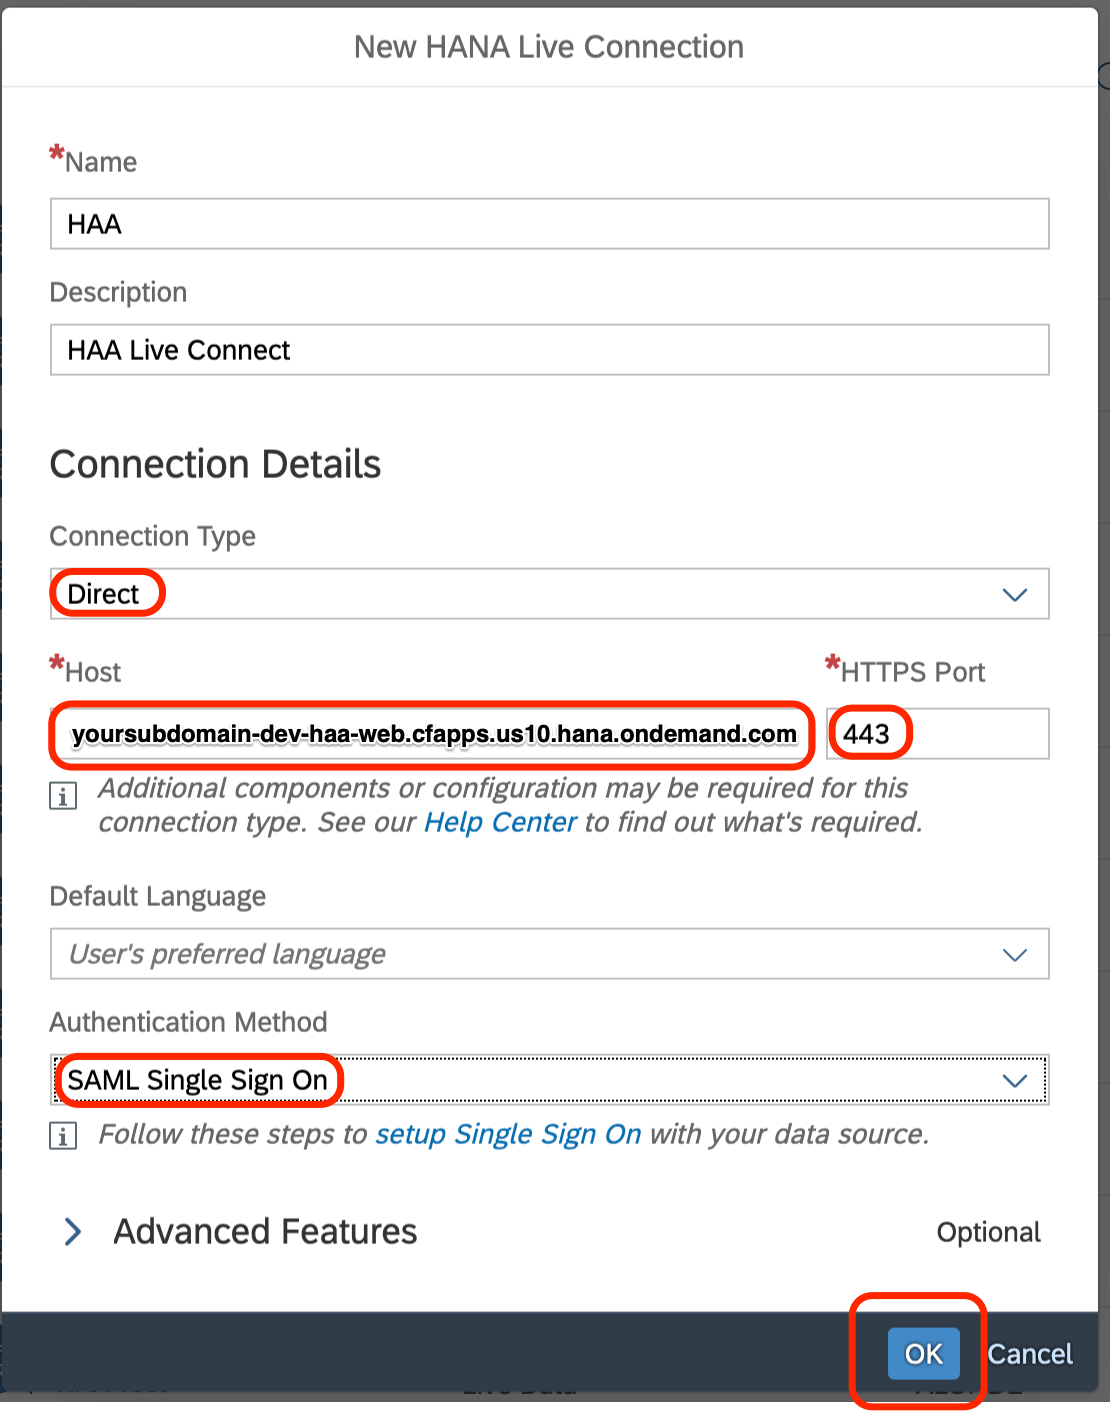 New HANA Live Connection
*Name
HAA
Description
HAA Live Connect
Connection Details
Connection Type
Direct
*Host *HTTPS Port
yoursubdomain-dev-haa-web.cfapps.us10.hana.ondemand.com 443
Additional components or configuration may be required for this
connection type. See our Help Center to find out what's required.
Default Language
User's preferred language
Authentication Method
SAML Single Sign On
Follow these steps to setup Single Sign On with your data source.
Advanced Features Optional
OK Cancel